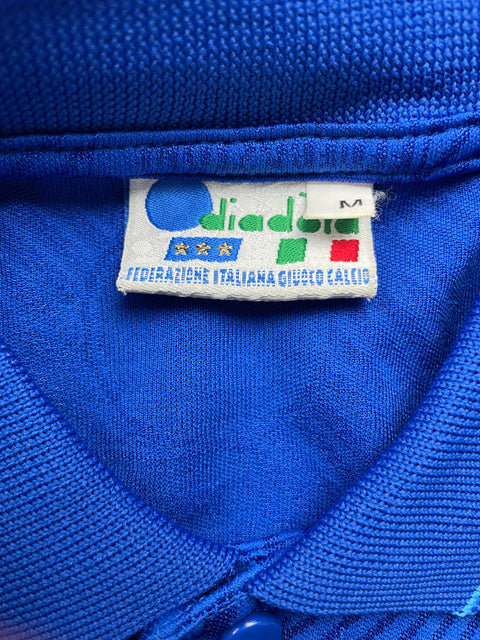 diadora
M
FEDERAZIONE ITALIANA GIUOCO CALCIO